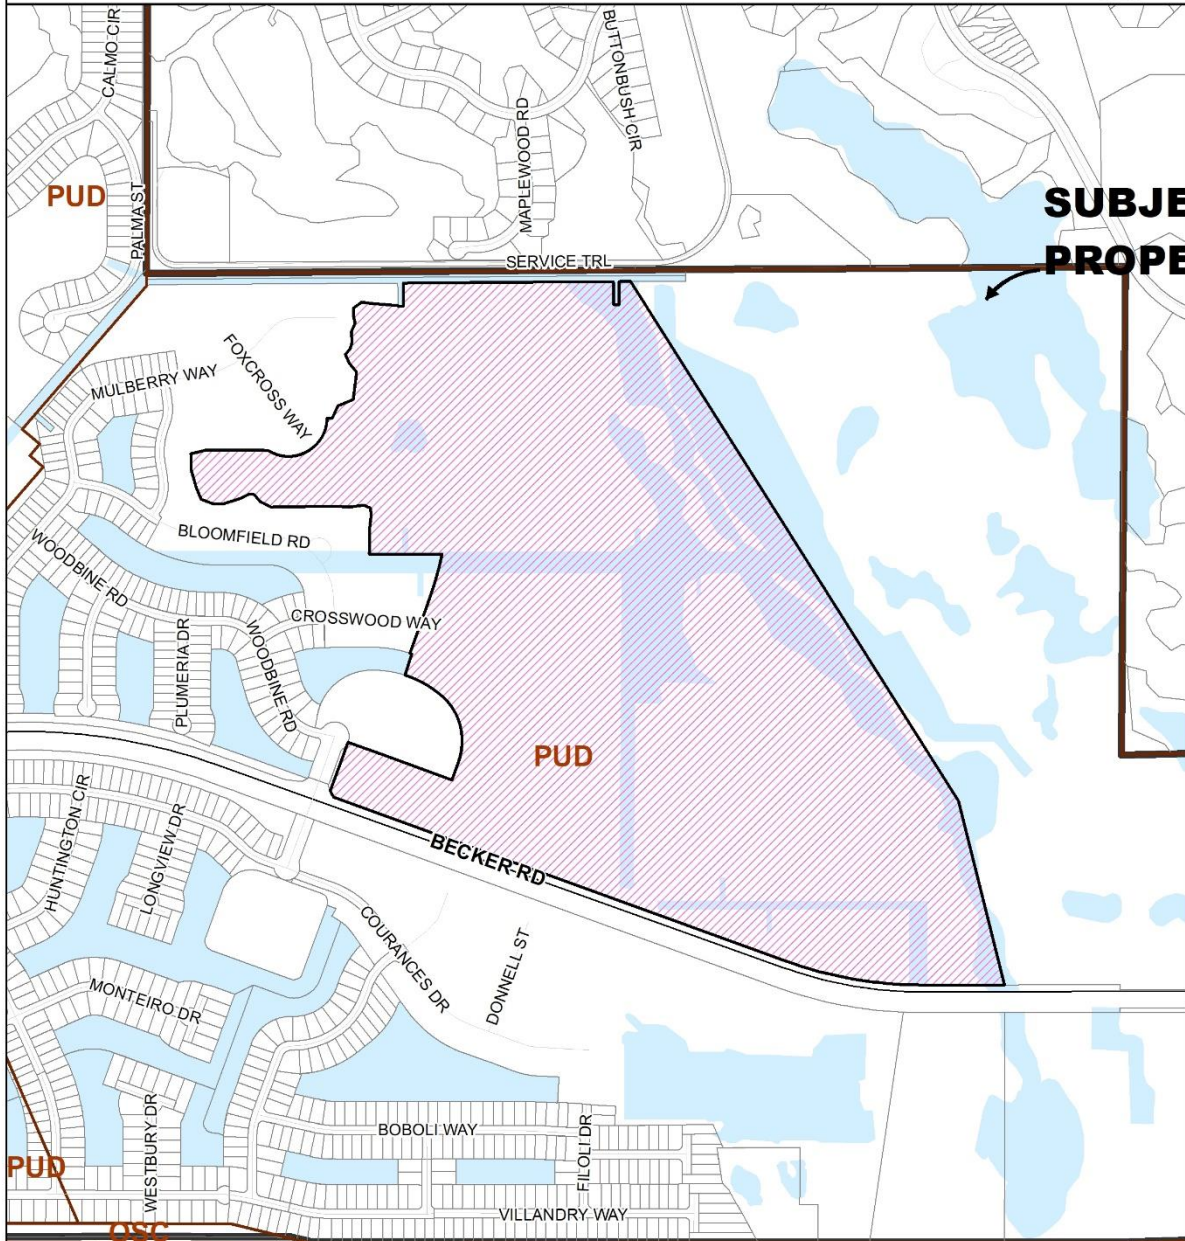 CALMO CIR
BUTTONBUSH CIR
MAPLEWOOD RD
PUD
PALMA ST
SUBJE
PROPE
SERVICE TRL
FOXCROSS WAY
MULBERRY WAY
BLOOMFIELD RD
WOODBINE RD
CROSSWOOD WAY
PLUMERIA DR
WOODBINE RD
PUD
HUNTINGTON CIR
LONGVIEW DR
BECKER RD
COURANCES DR
DONNELL ST
MONTEIRO DR
WESTBURY DR
BOBOLI WAY
FILOLI DR
PUD
VILLANDRY WAY
OSC